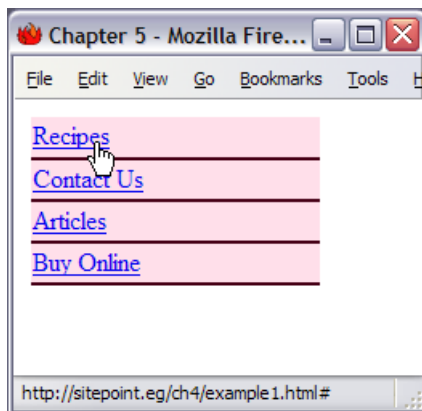 Chapter 5 - Mozilla Fire...
File Edit View Go Bookmarks Tools H
Recipes
Contact Us
Articles
Buy Online
http://sitepoint.eg/ch4/example1.html#